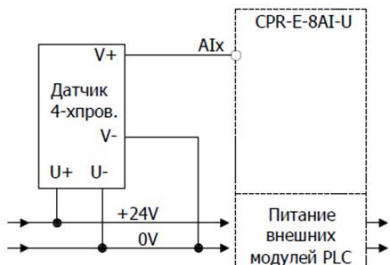 CPR-E-8AI-U
V+
AIx
Датчик
4-хпров.
V-
U+ U-
+24V
0V
Питание
внешних
модулей PLC